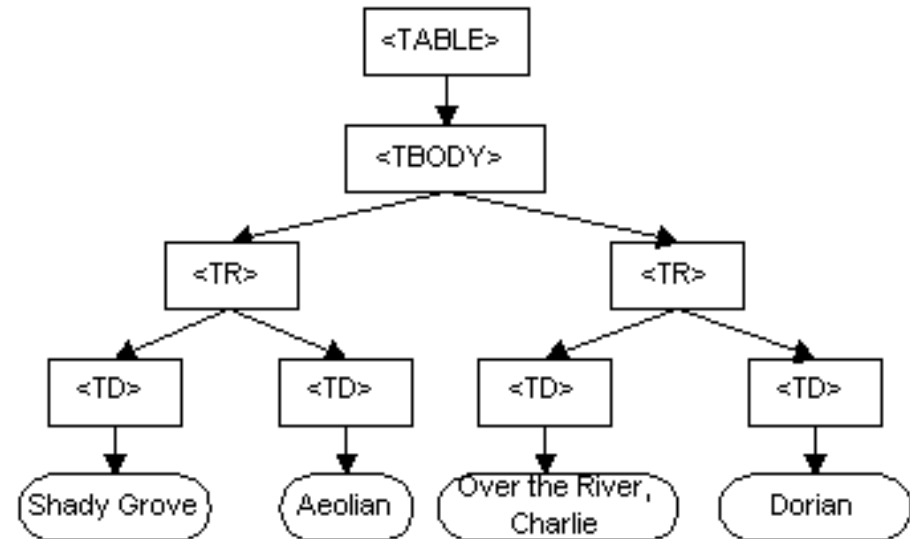 <TABLE>
<TBODY>
<TR>
<TR>
<TD>
<TD>
<TD>
<TD>
Shady Grove
Aeolian
Over the River,
Charlie
Dorian